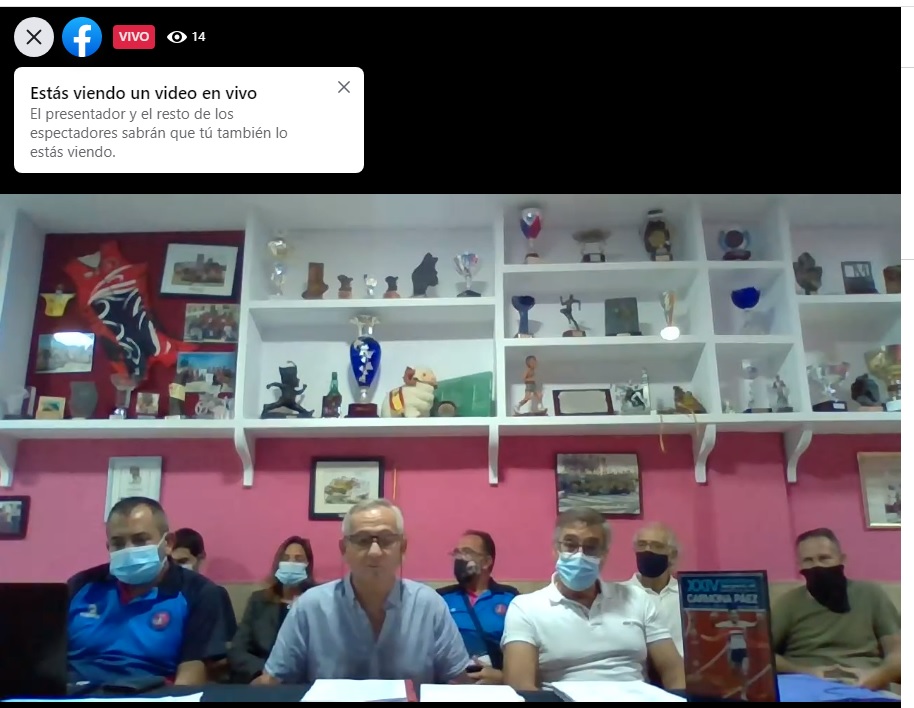 VIVO 14
Estás viendo un video en vivo
El presentador y el resto de los
espectadores sabrán que tú también lo
estás viendo.
XXIV
CARMONA PÁEZ